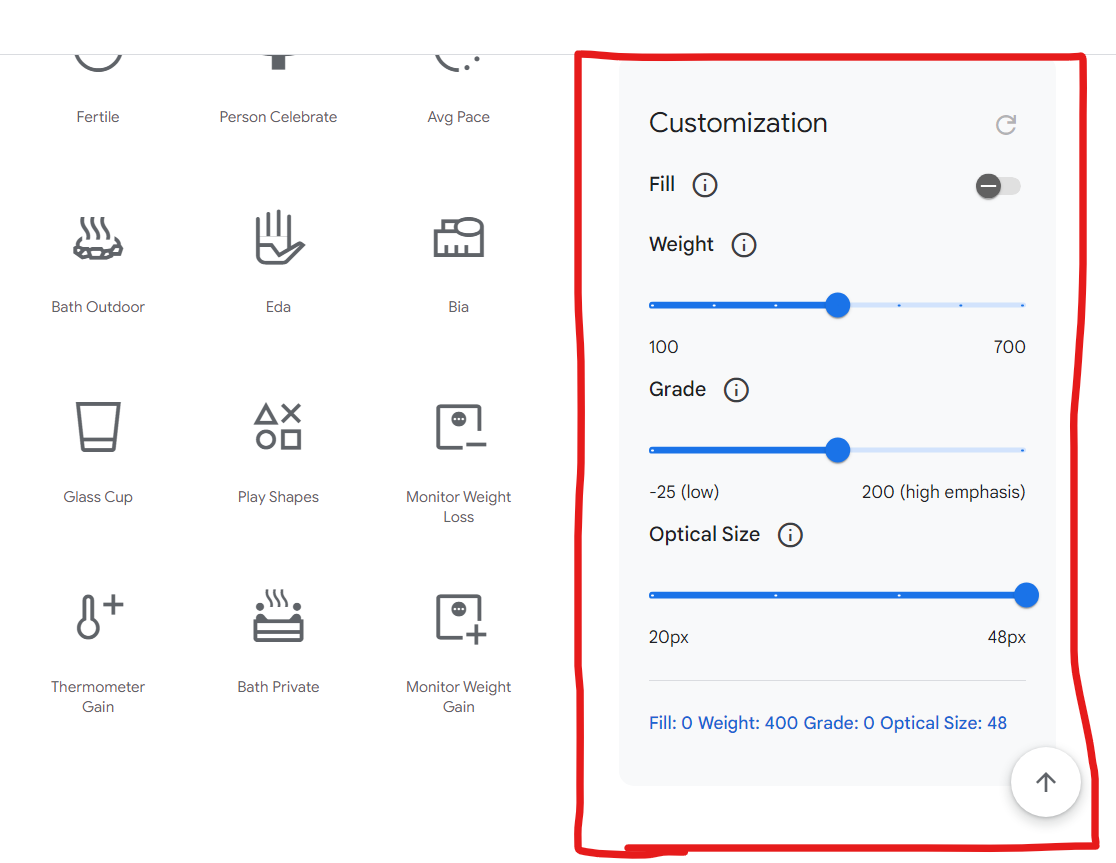 Fertile
Person Celebrate
Avg Pace
Bath Outdoor
Eda
Bia
Glass Cup
Play Shapes
Monitor Weight
Loss
Thermometer
Gain
Bath Private
Monitor Weight
Gain
Customization
Fill
Weight
100
700
Grade
-25 (low)
200 (high emphasis)
Optical Size
20px
48px
Fill: 0 Weight: 400 Grade: 0 Optical Size: 48